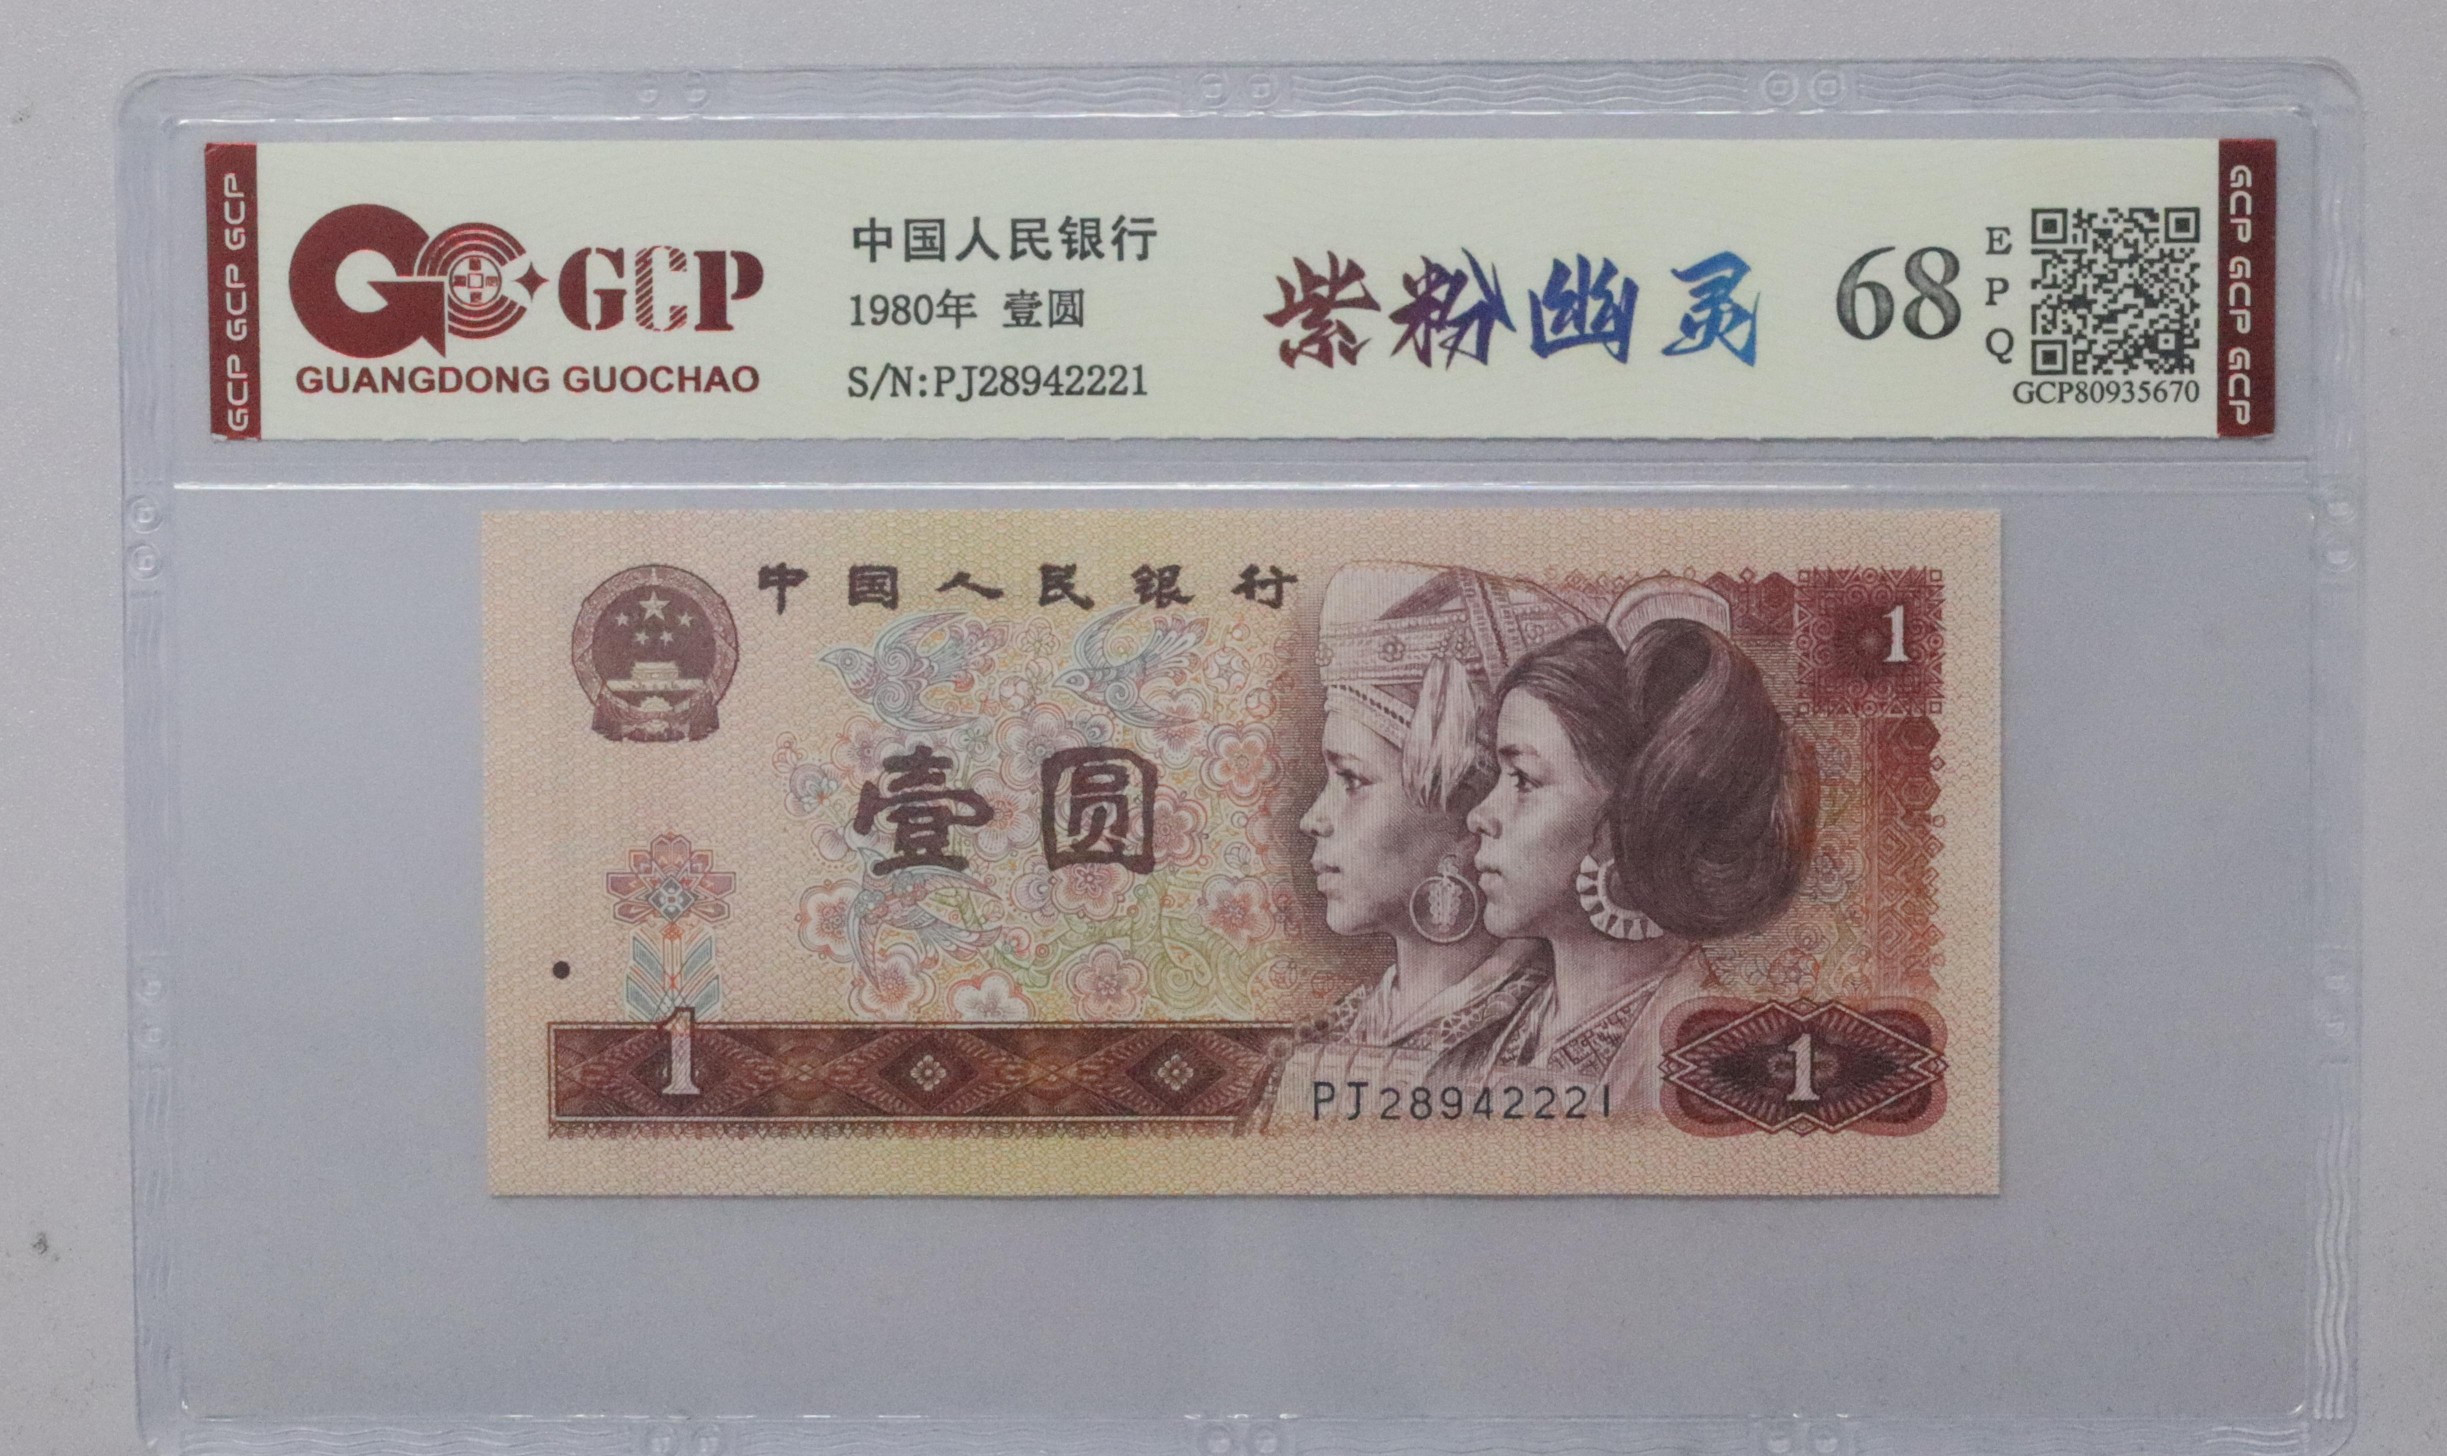 GCP GCP GCP
GCP
GUANGDONG GUOCHAO
中国人民银行
1980年 壹圆
S/N:PJ28942221
紫粉幽灵
68
E
P
Q
GCP80935670
GCP GCP GCP
中国人民银行
1
壹圆
1
1
PJ28942221